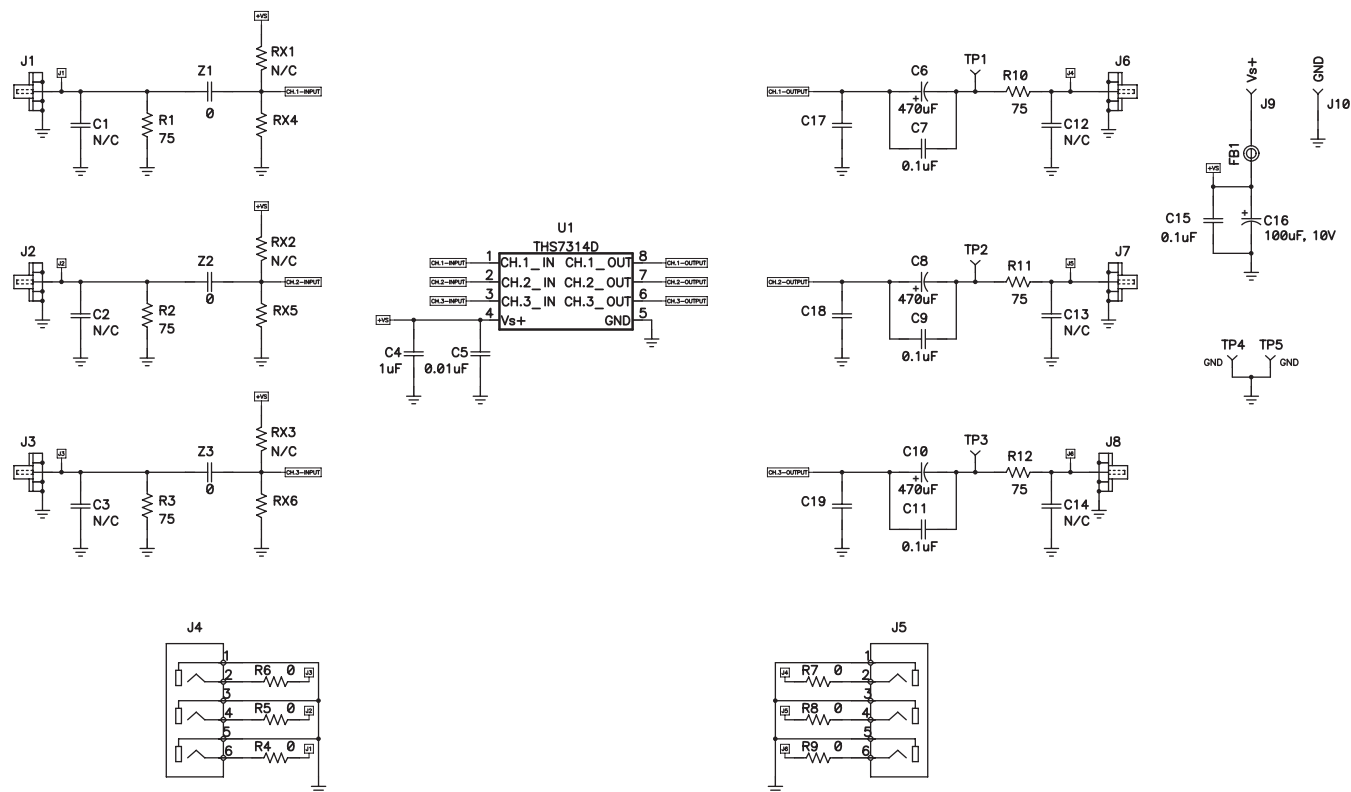 +VS
J1
J1
Z1
RX1
N/C
CH.1-INPUT
0
C1
N/C
R1
75
RX4
+VS
J2
J2
Z2
RX2
N/C
CH.2-INPUT
0
C2
N/C
R2
75
RX5
+VS
J3
J3
Z3
RX3
N/C
CH.3-INPUT
0
C3
N/C
R3
75
RX6
U1
THS7314D
CH.1-INPUT 1 CH.1_IN CH.1_OUT 8 CH.1-OUTPUT
CH.2-INPUT 2 CH.2_IN CH.2_OUT 7 CH.2-OUTPUT
CH.3-INPUT 3 CH.3_IN CH.3_OUT 6 CH.3-OUTPUT
+VS 4 Vs+ GND 5
C4
1uF
C5
0.01uF
CH.1-OUTPUT
C17
C6
+
470uF
C7
0.1uF
TP1
R10
75
J4
J6
C12
N/C
CH.2-OUTPUT
C18
C8
+
470uF
C9
0.1uF
TP2
R11
75
J5
J7
C13
N/C
CH.3-OUTPUT
C19
C10
+
470uF
C11
0.1uF
TP3
R12
75
J6
J8
C14
N/C
Vs+
J9
GND
J10
FB1
+VS
C15
0.1uF
+
C16
100uF, 10V
TP4 TP5
GND GND
J4
1
2 R6 0 J3
3
4 R5 0 J2
5
6 R4 0 J1
J5
1
J4 R7 0 2
3
J5 R8 0 4
5
J6 R9 0 6